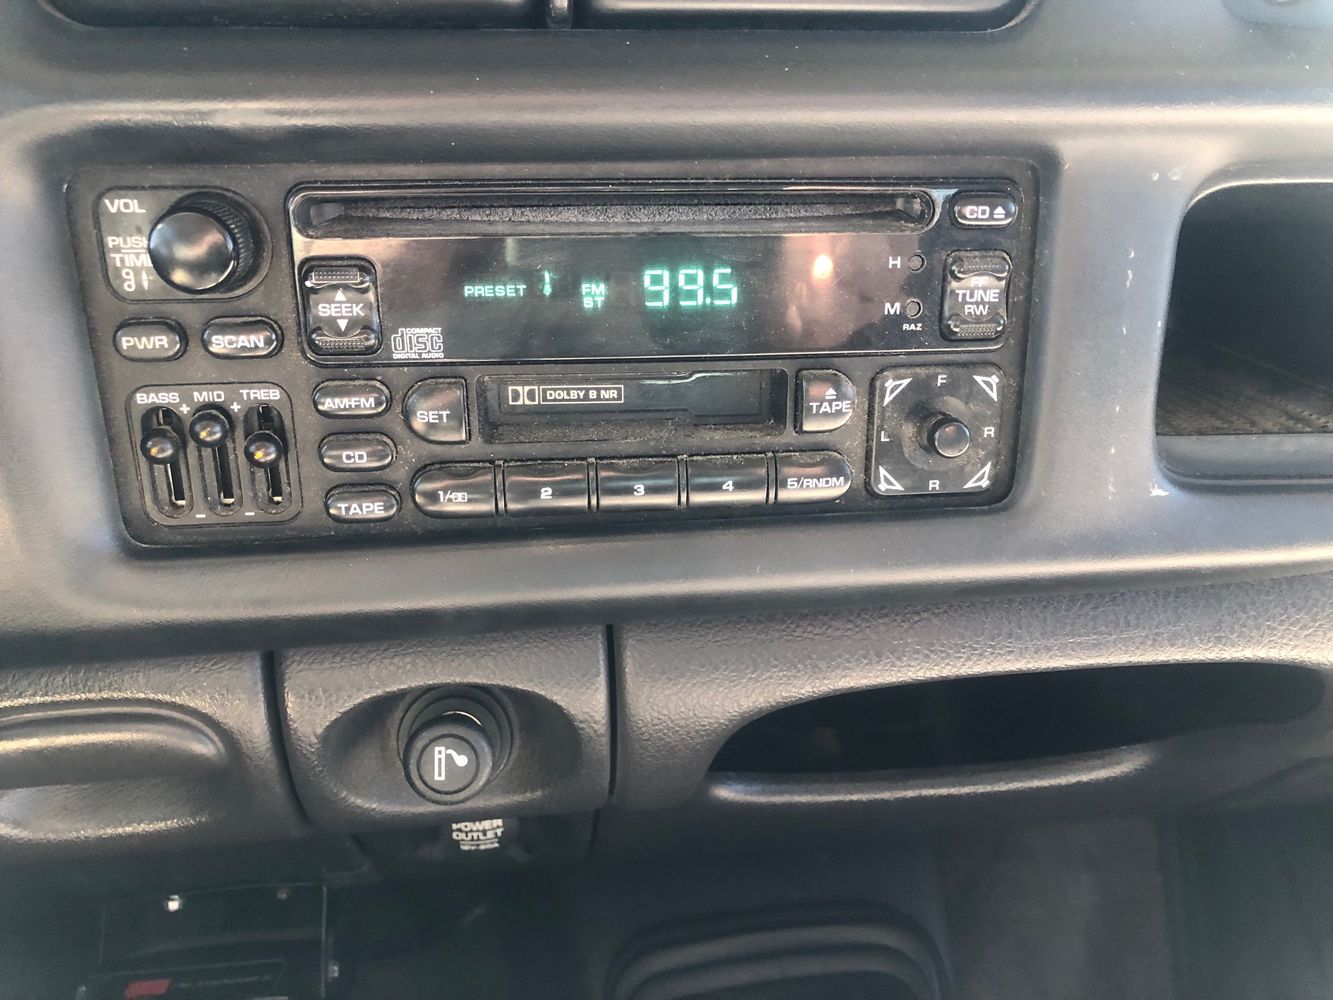 VOL
PUSH
TIME
PWR
SCAN
BASS MID TREB
+ +
- -
SEEK
COMPACT
disc
DIGITAL AUDIO
PRESET 1 FM
ST
99.5
CD
H
M
RAZ
FF
TUNE
RW
AM-FM
CD
TAPE
SET
DOLBY B NR
TAPE
1/
2
3
4
5/RNDM
F
L R
R
POWER
OUTLET